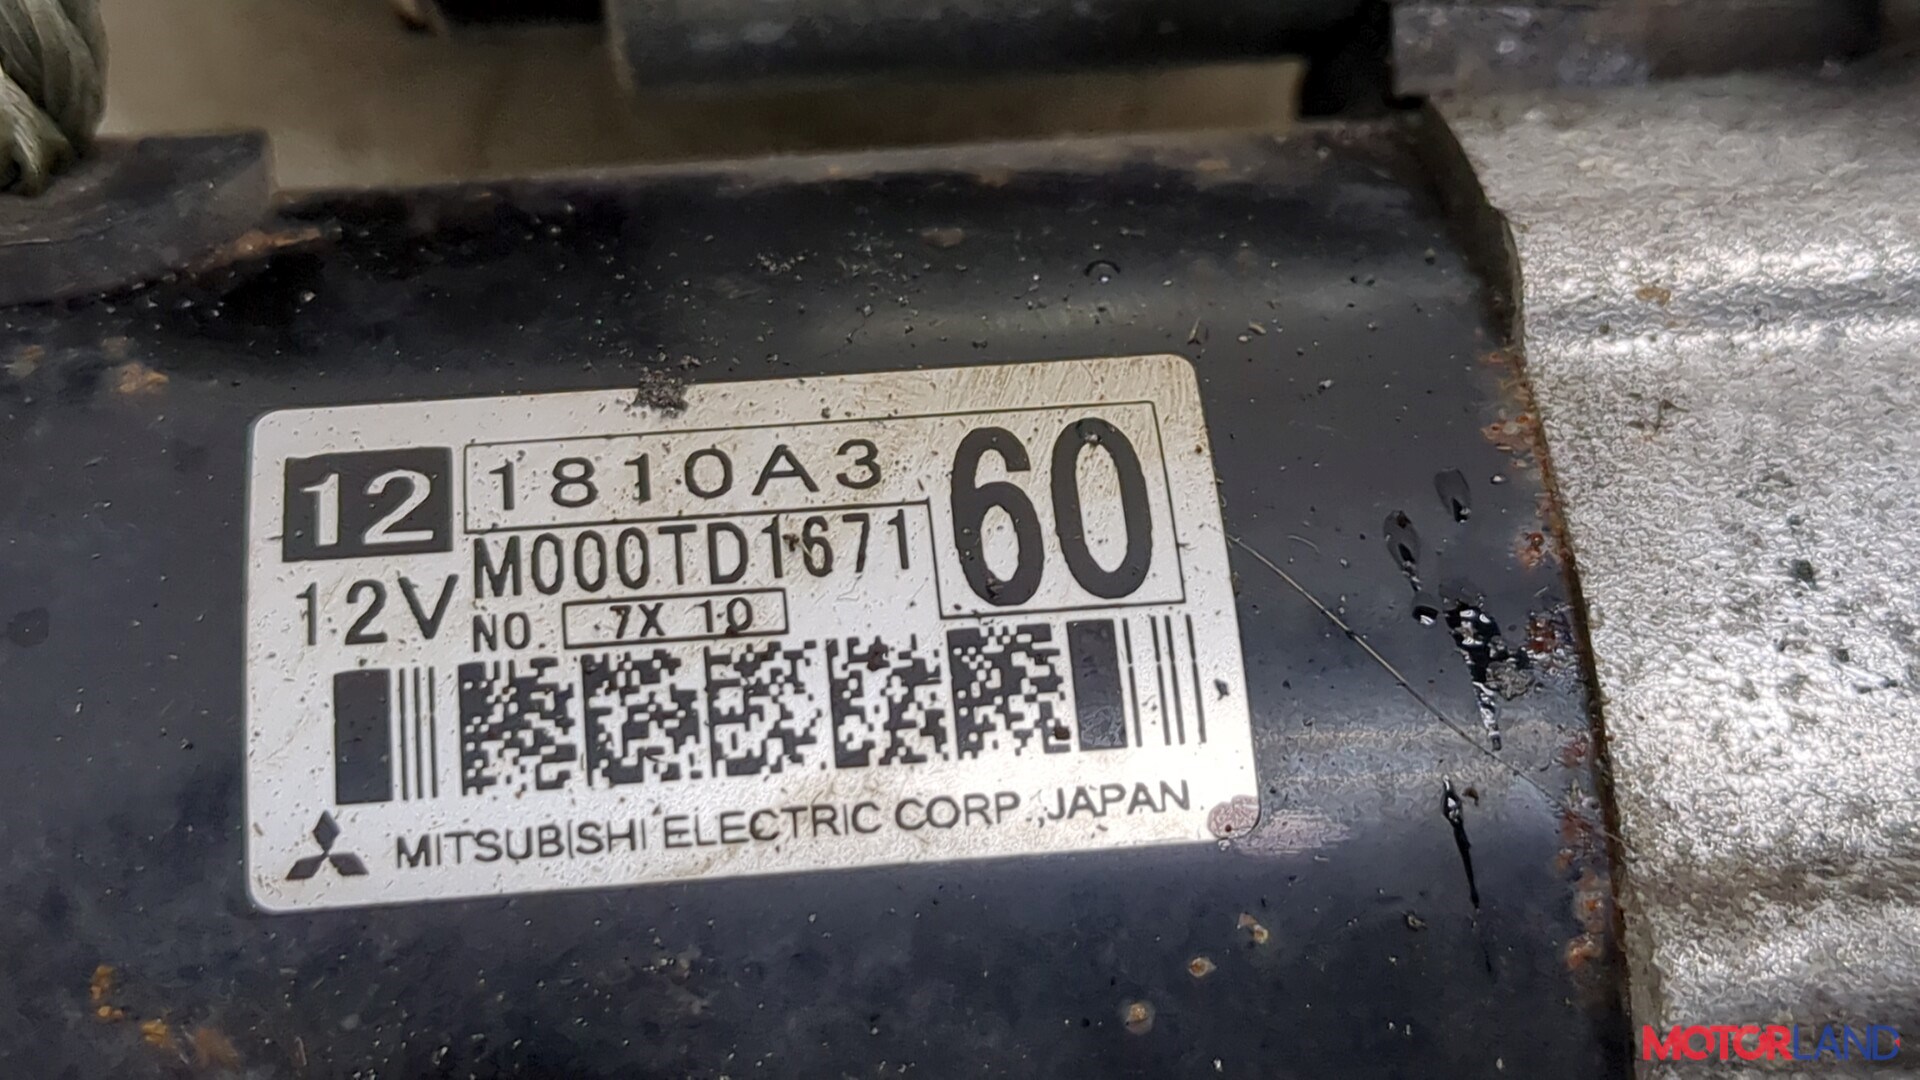 12 1810A3 60
12V M000TD1671
NO 7X 10
MITSUBISHI ELECTRIC CORP. JAPAN
MOTORLAND